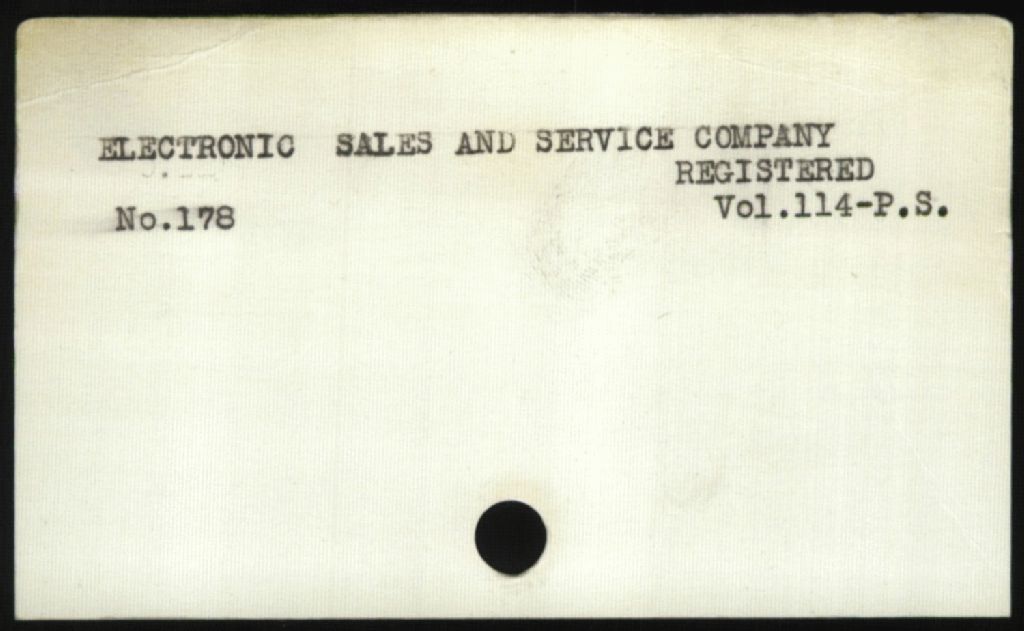 ELECTRONIC SALES AND SERVICE COMPANY
REGISTERED
No.178 Vol.114-P.S.